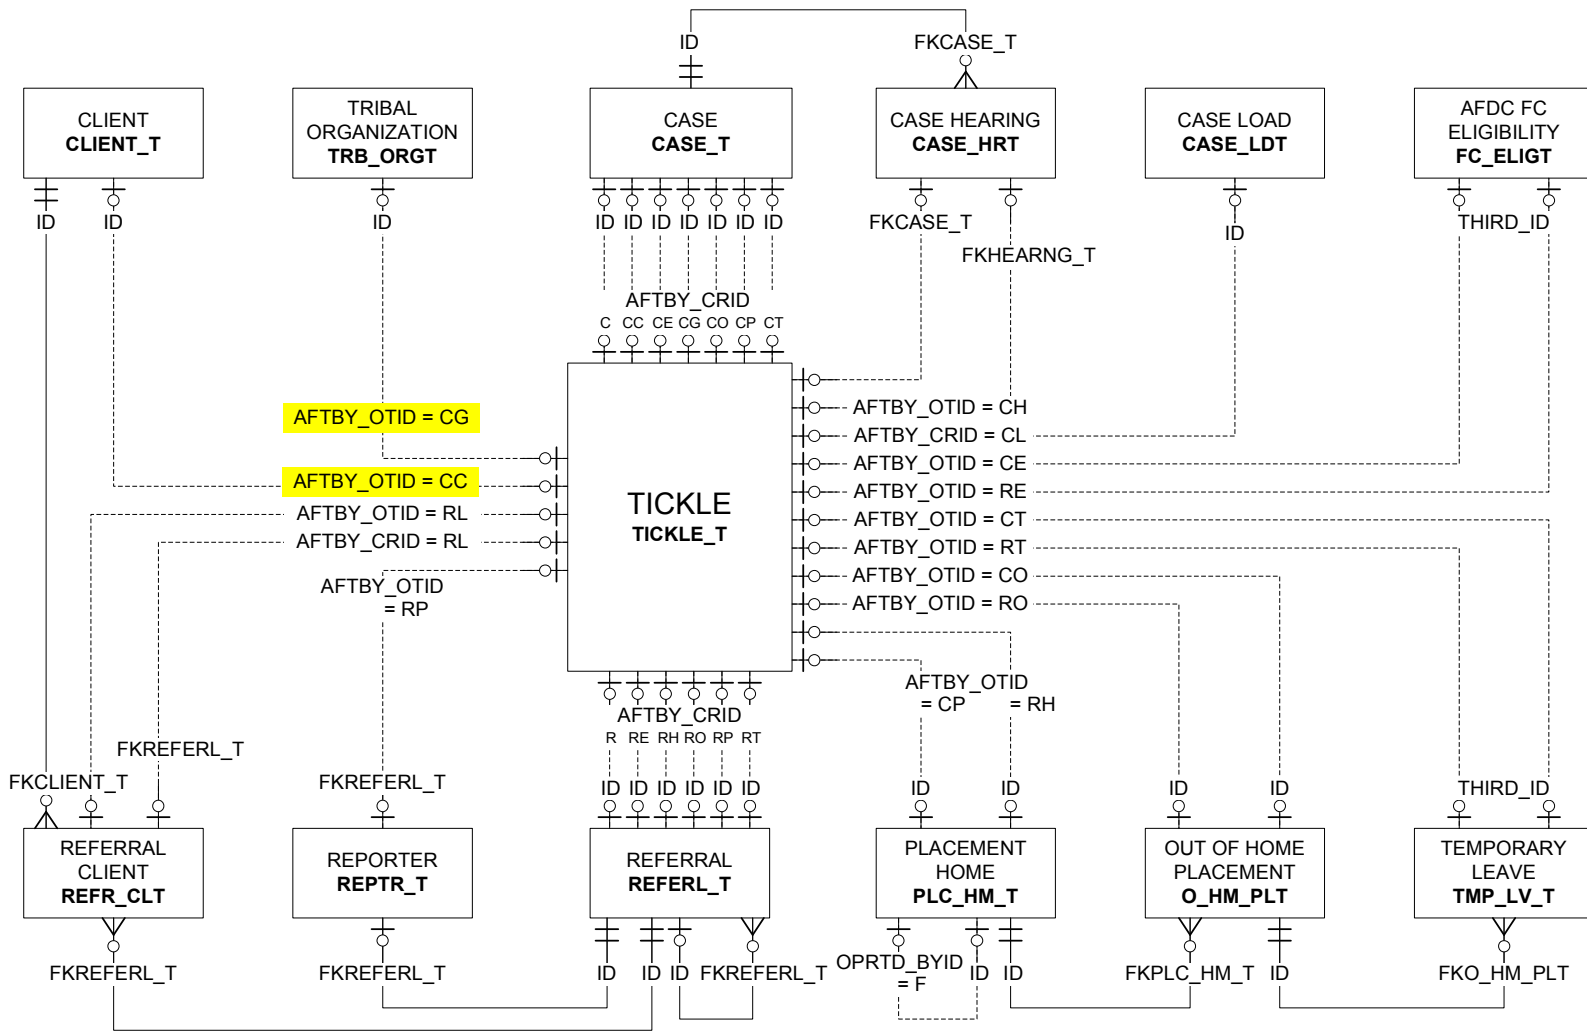 ID
FKCASE_T
CLIENT
CLIENT_T
TRIBAL
ORGANIZATION
TRB_ORGT
CASE
CASE_T
CASE HEARING
CASE_HRT
CASE LOAD
CASE_LDT
AFDC FC
ELIGIBILITY
FC_ELIGT
ID
ID
ID
ID ID ID ID ID ID ID
FKCASE_T
FKHEARNG_T
ID
THIRD_ID
AFTBY_CRID
C CC CE CG CO CP CT
AFTBY_OTID = CG
AFTBY_OTID = CC
AFTBY_OTID = RL
AFTBY_CRID = RL
AFTBY_OTID
= RP
TICKLE
TICKLE_T
AFTBY_OTID = CH
AFTBY_CRID = CL
AFTBY_OTID = CE
AFTBY_OTID = RE
AFTBY_OTID = CT
AFTBY_OTID = RT
AFTBY_OTID = CO
AFTBY_OTID = RO
AFTBY_OTID
= CP = RH
AFTBY_CRID
R RE RH RO RP RT
FKREFERL_T
FKCLIENT_T
FKREFERL_T
ID ID ID ID ID ID
ID
ID
ID
ID
THIRD_ID
REFERRAL
CLIENT
REFR_CLT
REPORTER
REPTR_T
REFERRAL
REFERL_T
PLACEMENT
HOME
PLC_HM_T
OUT OF HOME
PLACEMENT
O_HM_PLT
TEMPORARY
LEAVE
TMP_LV_T
FKREFERL_T
FKREFERL_T
ID
ID
ID
FKREFERL_T
OPRTD_BYID
= F
ID
ID
FKPLC_HM_T
ID
FKO_HM_PLT